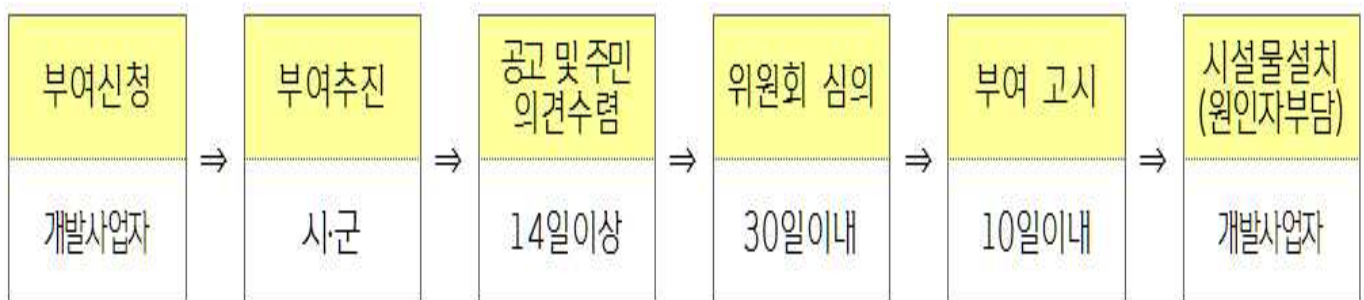 부여신청
부여추진
공고 및 주민
의견수렴
위원회 심의
부여 고시
시설물설치
(원인자부담)
⇒
⇒
⇒
⇒
⇒
개발사업자
시·군
14일이상
30일이내
10일이내
개발사업자